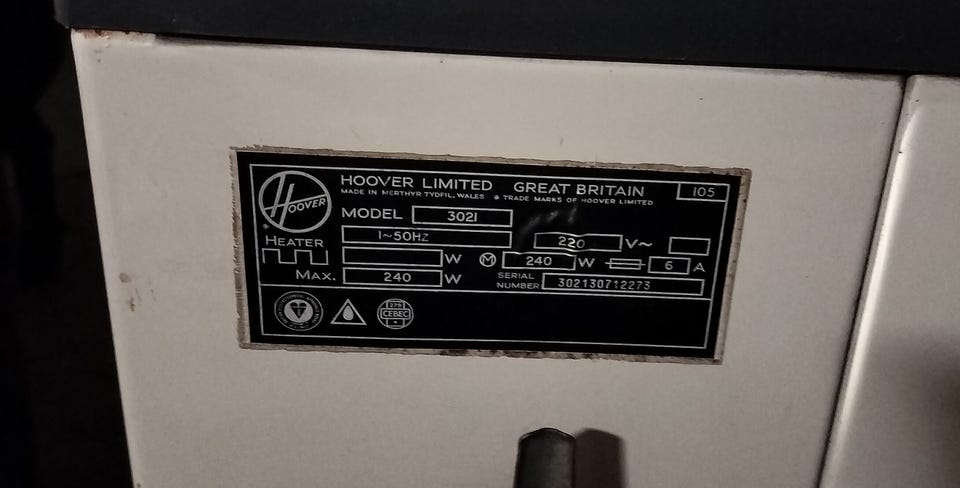 HOOVER
HOOVER LIMITED GREAT BRITAIN 105
MADE IN MERTHYR TYDFIL, WALES ® TRADE MARKS OF HOOVER LIMITED
MODEL 3021
1~50HZ 220 V~
HEATER W M 240 W 6 A
MAX. 240 W SERIAL NUMBER 302130712273
CEBEC